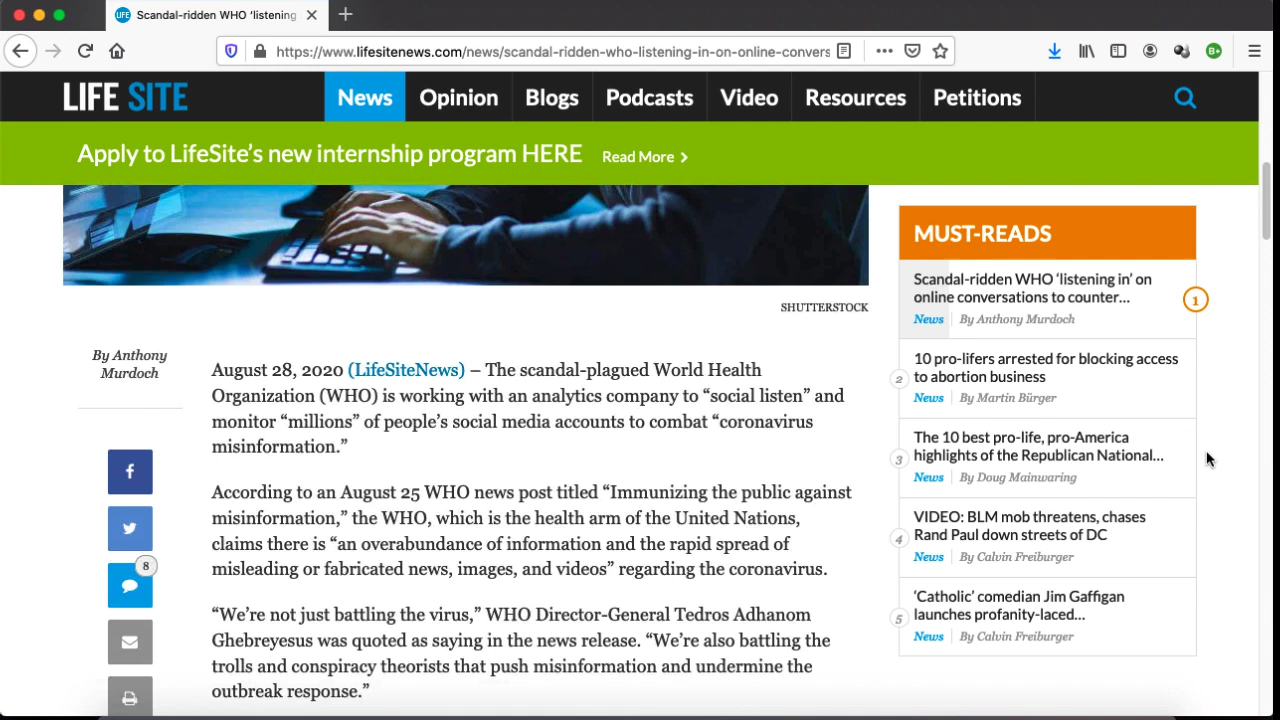 Scandal-ridden WHO ‘listening
https://www.lifesitenews.com/news/scandal-ridden-who-listening-in-on-online-convers
LIFE SITE
News
Opinion
Blogs
Podcasts
Video
Resources
Petitions
Apply to LifeSite’s new internship program HERE Read More
SHUTTERSTOCK
By Anthony
Murdoch
8
August 28, 2020 (LifeSiteNews) – The scandal-plagued World Health
Organization (WHO) is working with an analytics company to “social listen” and
monitor “millions” of people’s social media accounts to combat “coronavirus
misinformation.”
According to an August 25 WHO news post titled “Immunizing the public against
misinformation,” the WHO, which is the health arm of the United Nations,
claims there is “an overabundance of information and the rapid spread of
misleading or fabricated news, images, and videos” regarding the coronavirus.
“We’re not just battling the virus,” WHO Director-General Tedros Adhanom
Ghebreyesus was quoted as saying in the news release. “We’re also battling the
trolls and conspiracy theorists that push misinformation and undermine the
outbreak response.”
MUST-READS
Scandal-ridden WHO ‘listening in’ on
online conversations to counter...
News By Anthony Murdoch
1
10 pro-lifers arrested for blocking access
to abortion business
2
News By Martin Bürger
The 10 best pro-life, pro-America
highlights of the Republican National...
3
News By Doug Mainwaring
VIDEO: BLM mob threatens, chases
Rand Paul down streets of DC
4
News By Calvin Freiburger
‘Catholic’ comedian Jim Gaffigan
launches profanity-laced...
5
News By Calvin Freiburger